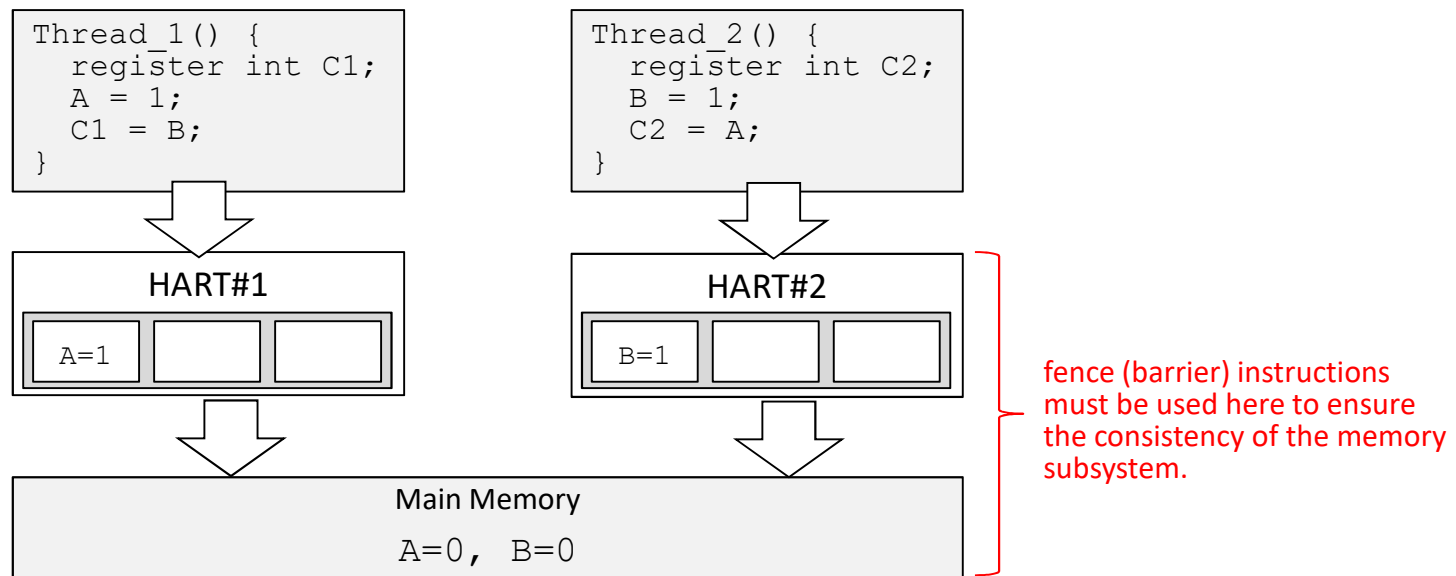 Thread_1() {
  register int C1;
  A = 1;
  C1 = B;
}
Thread_2() {
  register int C2;
  B = 1;
  C2 = A;
}
HART#1
A=1
HART#2
B=1
fence (barrier) instructions
must be used here to ensure
the consistency of the memory
subsystem.
Main Memory
A=0, B=0